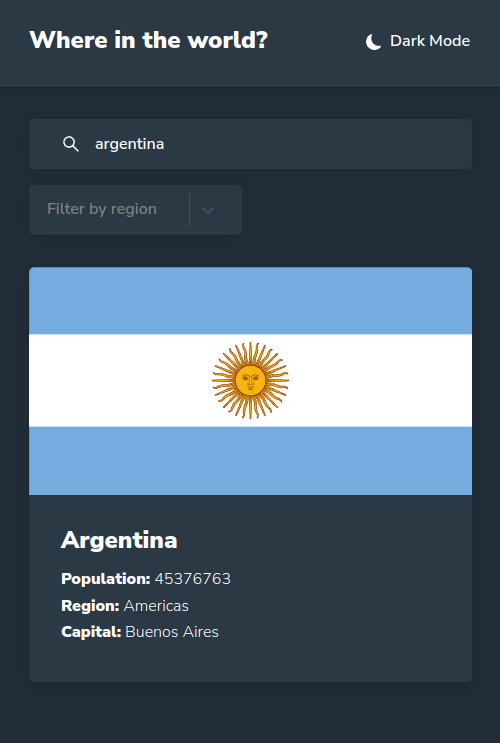 Where in the world?
Dark Mode
argentina
Filter by region
Argentina
Population: 45376763
Region: Americas
Capital: Buenos Aires